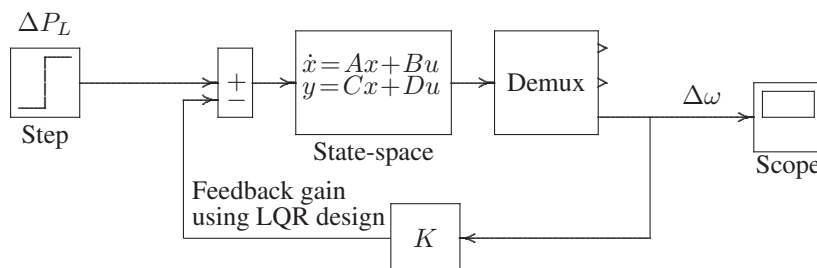 ΔP_L
Step
+
−
ẋ=Ax+Bu
y=Cx+Du
State-space
Demux
Δω
Scope
Feedback gain
using LQR design
K